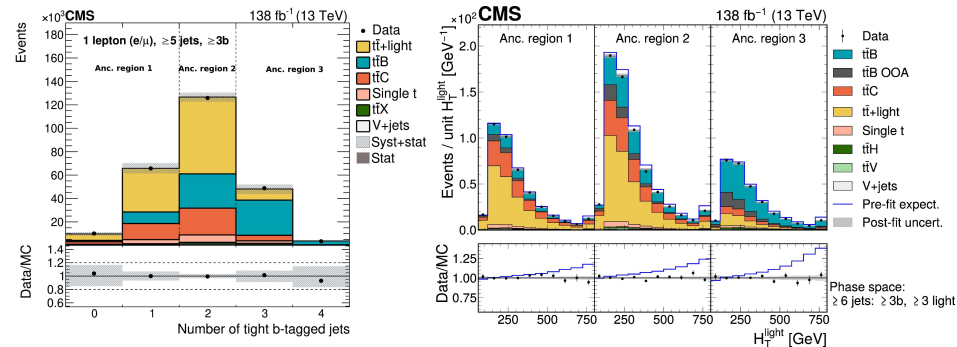 ×10³ CMS 138 fb⁻¹ (13 TeV)
Events
1 lepton (e/μ), ≥5 jets, ≥3b
Anc. region 1 Anc. region 2 Anc. region 3
Data
tt̄+light
tt̄B
tt̄C
Single t
tt̄X
V+jets
Syst+stat
Stat
180
160
140
120
100
80
60
40
20
Data/MC
1.4
1.2
1.0
0.8
0.6
0 1 2 3 4
Number of tight b-tagged jets
×10² CMS 138 fb⁻¹ (13 TeV)
Events / unit H_T^light [GeV⁻¹]
Anc. region 1 Anc. region 2 Anc. region 3
2.0
1.5
1.0
0.5
0.0
Data
tt̄B
tt̄B OOA
tt̄C
tt̄+light
Single t
tt̄H
tt̄V
V+jets
Pre-fit expect.
Post-fit uncert.
Data/MC
1.25
1.00
0.75
250 500 750 250 500 750 250 500 750
H_T^light [GeV]
Phase space:
≥6 jets: ≥3b, ≥3 light